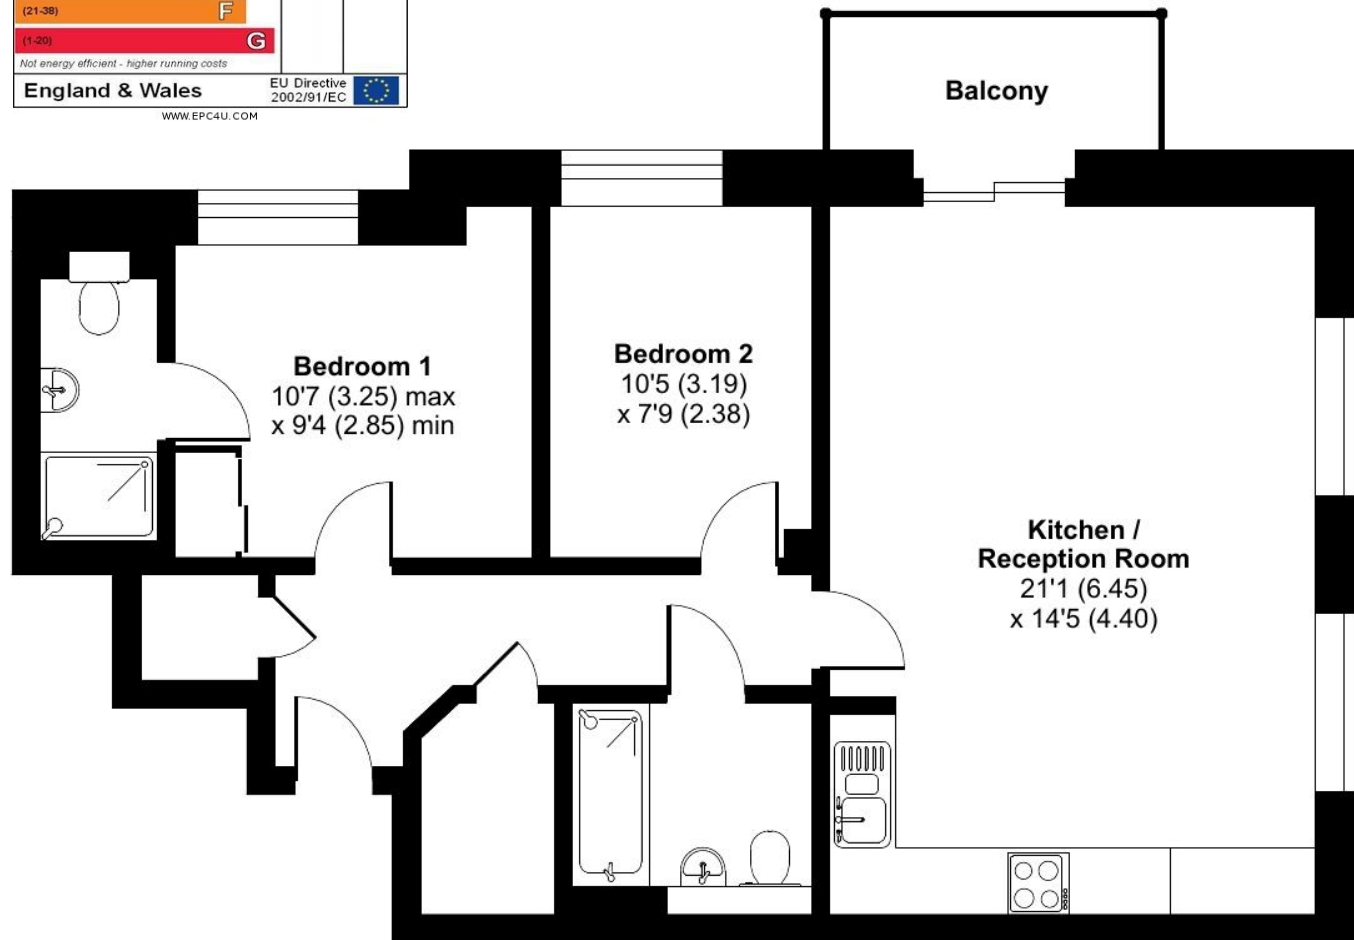 (21-38) F
(1-20) G
Not energy efficient - higher running costs
England & Wales
EU Directive
2002/91/EC
WWW.EPC4U.COM
Balcony
Bedroom 1
10'7 (3.25) max
x 9'4 (2.85) min
Bedroom 2
10'5 (3.19)
x 7'9 (2.38)
Kitchen /
Reception Room
21'1 (6.45)
x 14'5 (4.40)